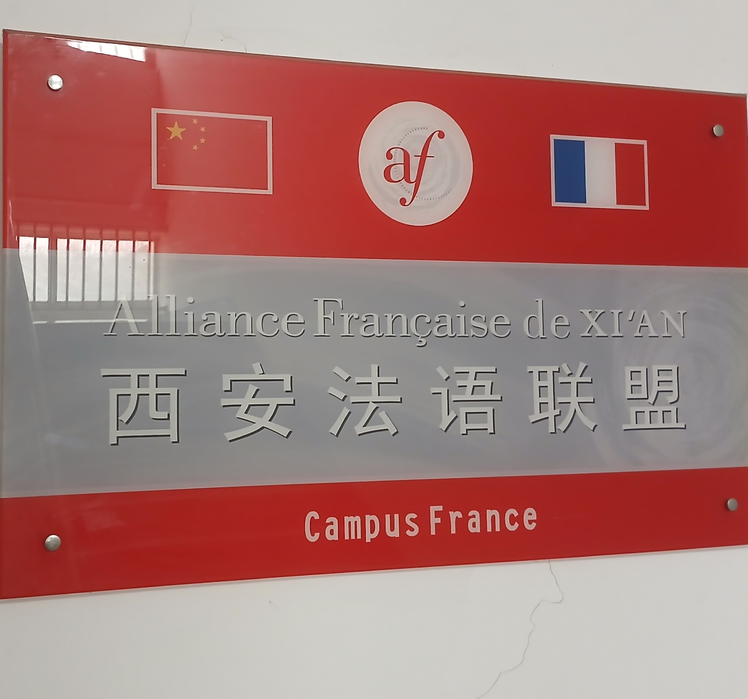 af
Alliance Française de XI'AN
西安法语联盟
Campus France